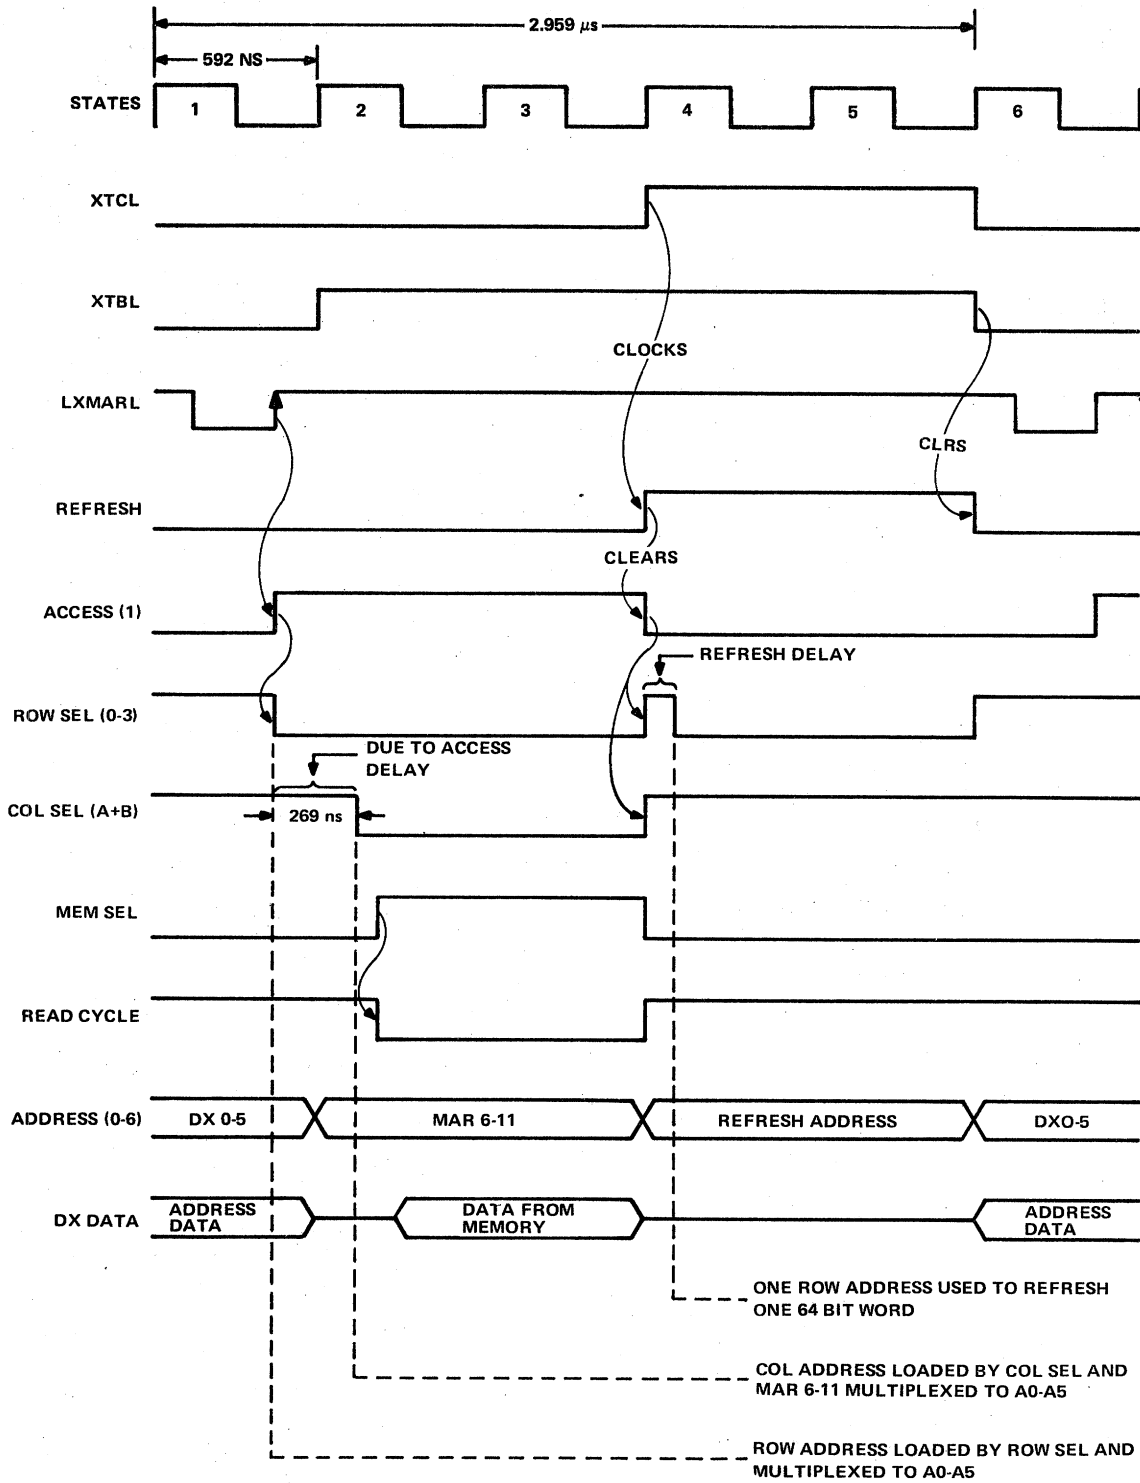 2.959 µs
592 NS
STATES 1 2 3 4 5 6
XTCL
XTBL
CLOCKS
LXMARL
CLRS
REFRESH
CLEARS
ACCESS (1)
REFRESH DELAY
ROW SEL (0-3)
DUE TO ACCESS
DELAY
COL SEL (A+B)
269 ns
MEM SEL
READ CYCLE
ADDRESS (0-6) DX 0-5 MAR 6-11 REFRESH ADDRESS DXO-5
DX DATA
ADDRESS
DATA
DATA FROM
MEMORY
ADDRESS
DATA
ONE ROW ADDRESS USED TO REFRESH
ONE 64 BIT WORD
COL ADDRESS LOADED BY COL SEL AND
MAR 6-11 MULTIPLEXED TO A0-A5
ROW ADDRESS LOADED BY ROW SEL AND
MULTIPLEXED TO A0-A5